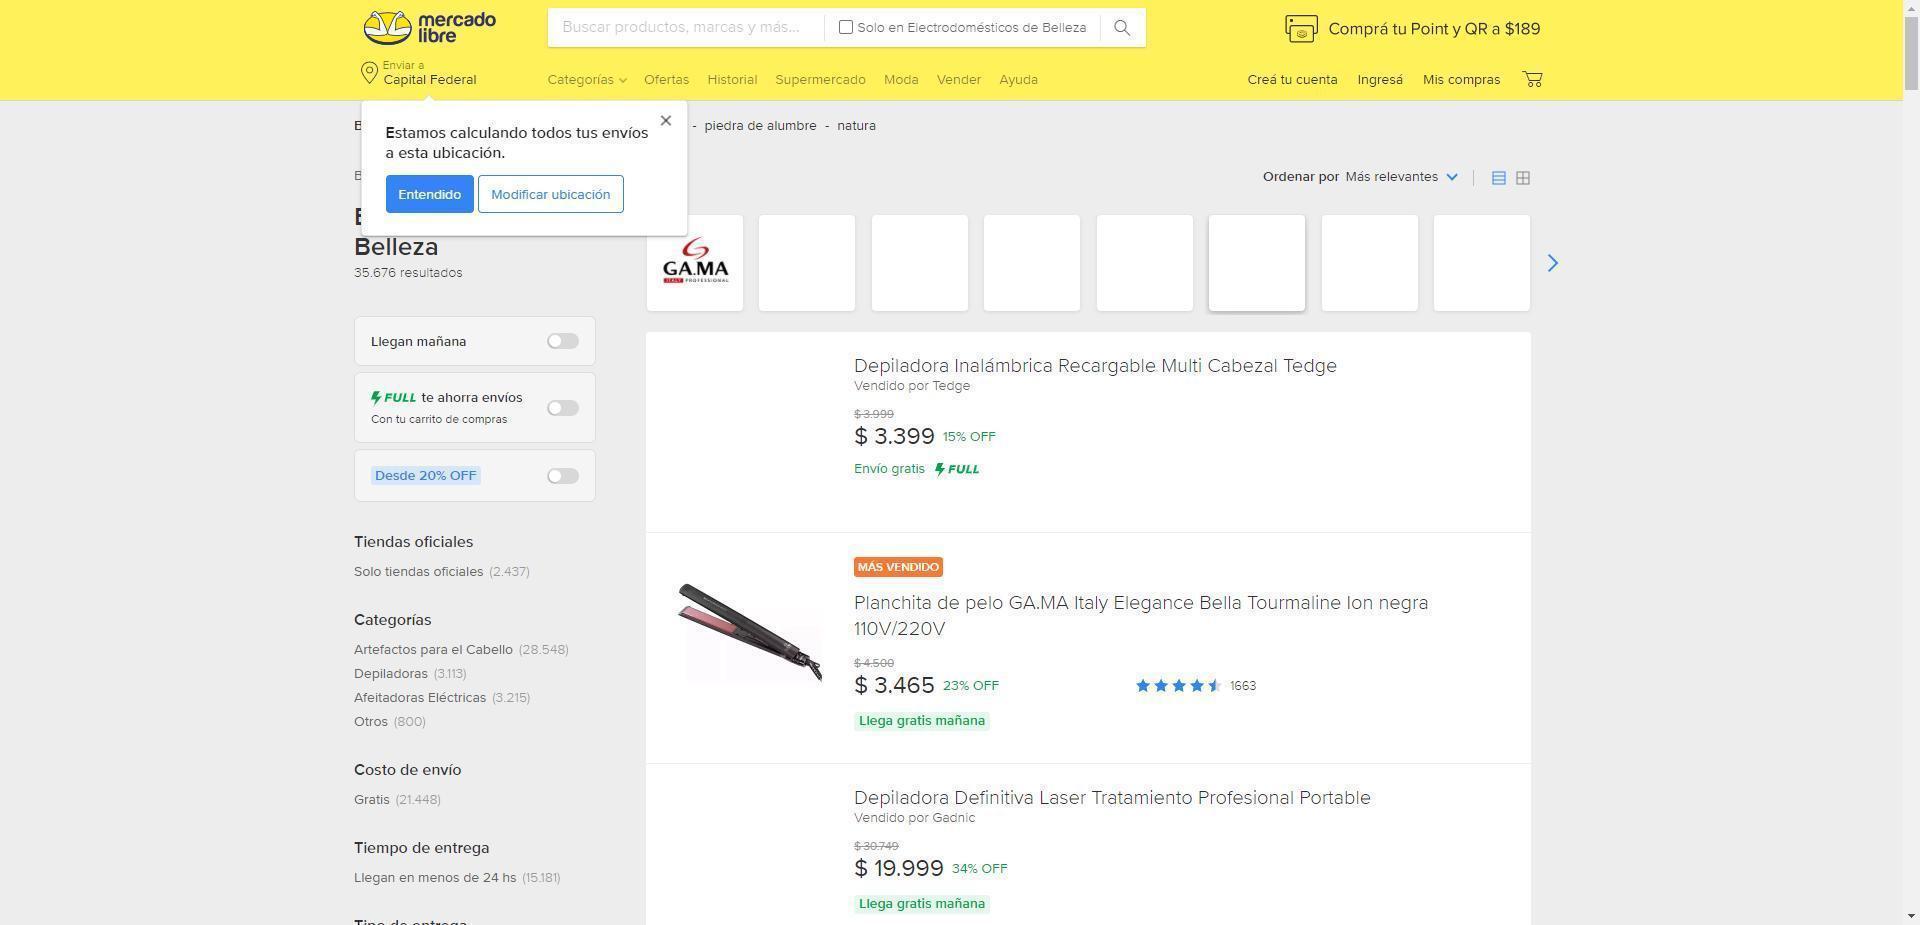 mercado
libre
Buscar productos, marcas y más...
Solo en Electrodomésticos de Belleza
Comprá tu Point y QR a $189
Enviar a
Capital Federal
Categorías
Ofertas
Historial
Supermercado
Moda
Vender
Ayuda
Creá tu cuenta
Ingresá
Mis compras
- piedra de alumbre - natura
Estamos calculando todos tus envíos
a esta ubicación.
Entendido
Modificar ubicación
Ordenar por Más relevantes
Belleza
35.676 resultados
GA.MA
ITALY PROFESSIONAL
Llegan mañana
FULL te ahorra envíos
Con tu carrito de compras
Desde 20% OFF
Tiendas oficiales
Solo tiendas oficiales (2.437)
Categorías
Artefactos para el Cabello (28.548)
Depiladoras (3.113)
Afeitadoras Eléctricas (3.215)
Otros (800)
Costo de envío
Gratis (21.448)
Tiempo de entrega
Llegan en menos de 24 hs (15.181)
Tipo de entrega
Depiladora Inalámbrica Recargable Multi Cabezal Tedge
Vendido por Tedge
$ 3.999
$ 3.399 15% OFF
Envío gratis FULL
MÁS VENDIDO
Planchita de pelo GA.MA Italy Elegance Bella Tourmaline Ion negra
110V/220V
$ 4.500
$ 3.465 23% OFF
1663
Llega gratis mañana
Depiladora Definitiva Laser Tratamiento Profesional Portable
Vendido por Gadnic
$ 30.749
$ 19.999 34% OFF
Llega gratis mañana